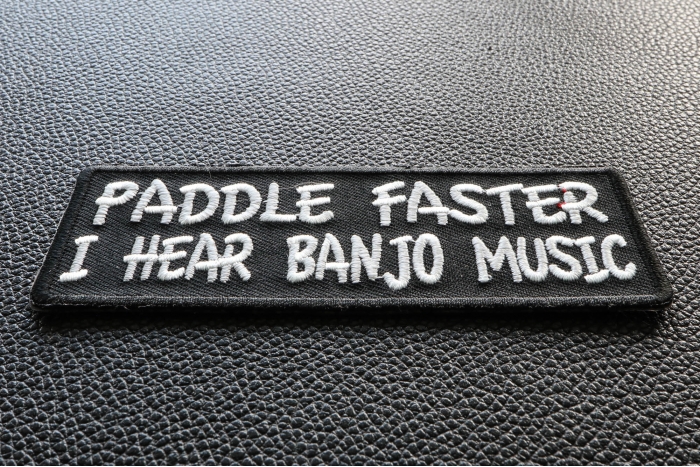 PADDLE FASTER
I HEAR BANJO MUSIC